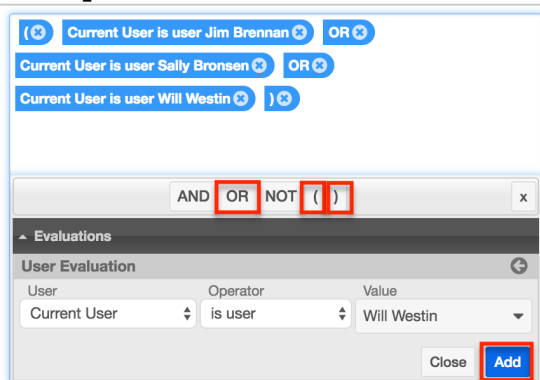 ( Current User is user Jim Brennan OR
Current User is user Sally Bronsen OR
Current User is user Will Westin )
AND OR NOT ( ) x
Evaluations
User Evaluation
User Operator Value
Current User is user Will Westin
Close Add